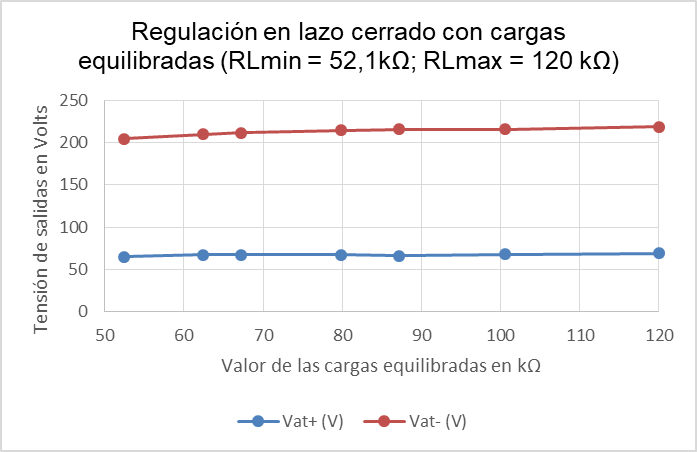 Regulación en lazo cerrado con cargas
equilibradas (RLmin = 52,1kΩ; RLmax = 120 kΩ)
Tensión de salidas en Volts
250
200
150
100
50
0
50 60 70 80 90 100 110 120
Valor de las cargas equilibradas en kΩ
Vat+ (V) Vat- (V)